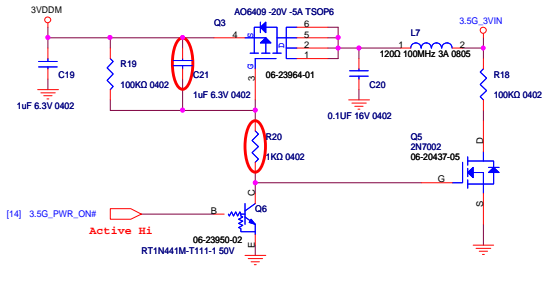 AO6409 -20V -5A TSOP6
3VDDM
Q3
3.5G_3VIN
L7
4
S
D
G
6
5
2
1
1
2
120Ω 100MHz 3A 0805
R19
C19
C21
100KΩ 0402
06-23964-01
3
C20
R18
100KΩ 0402
1uF 6.3V 0402
1uF 6.3V 0402
0.1UF 16V 0402
R20
1KΩ 0402
Q5
2N7002
06-20437-05
D
G
S
C
B
E
Q6
[14] 3.5G_PWR_ON#
Active Hi
06-23950-02
RT1N441M-T111-1 50V